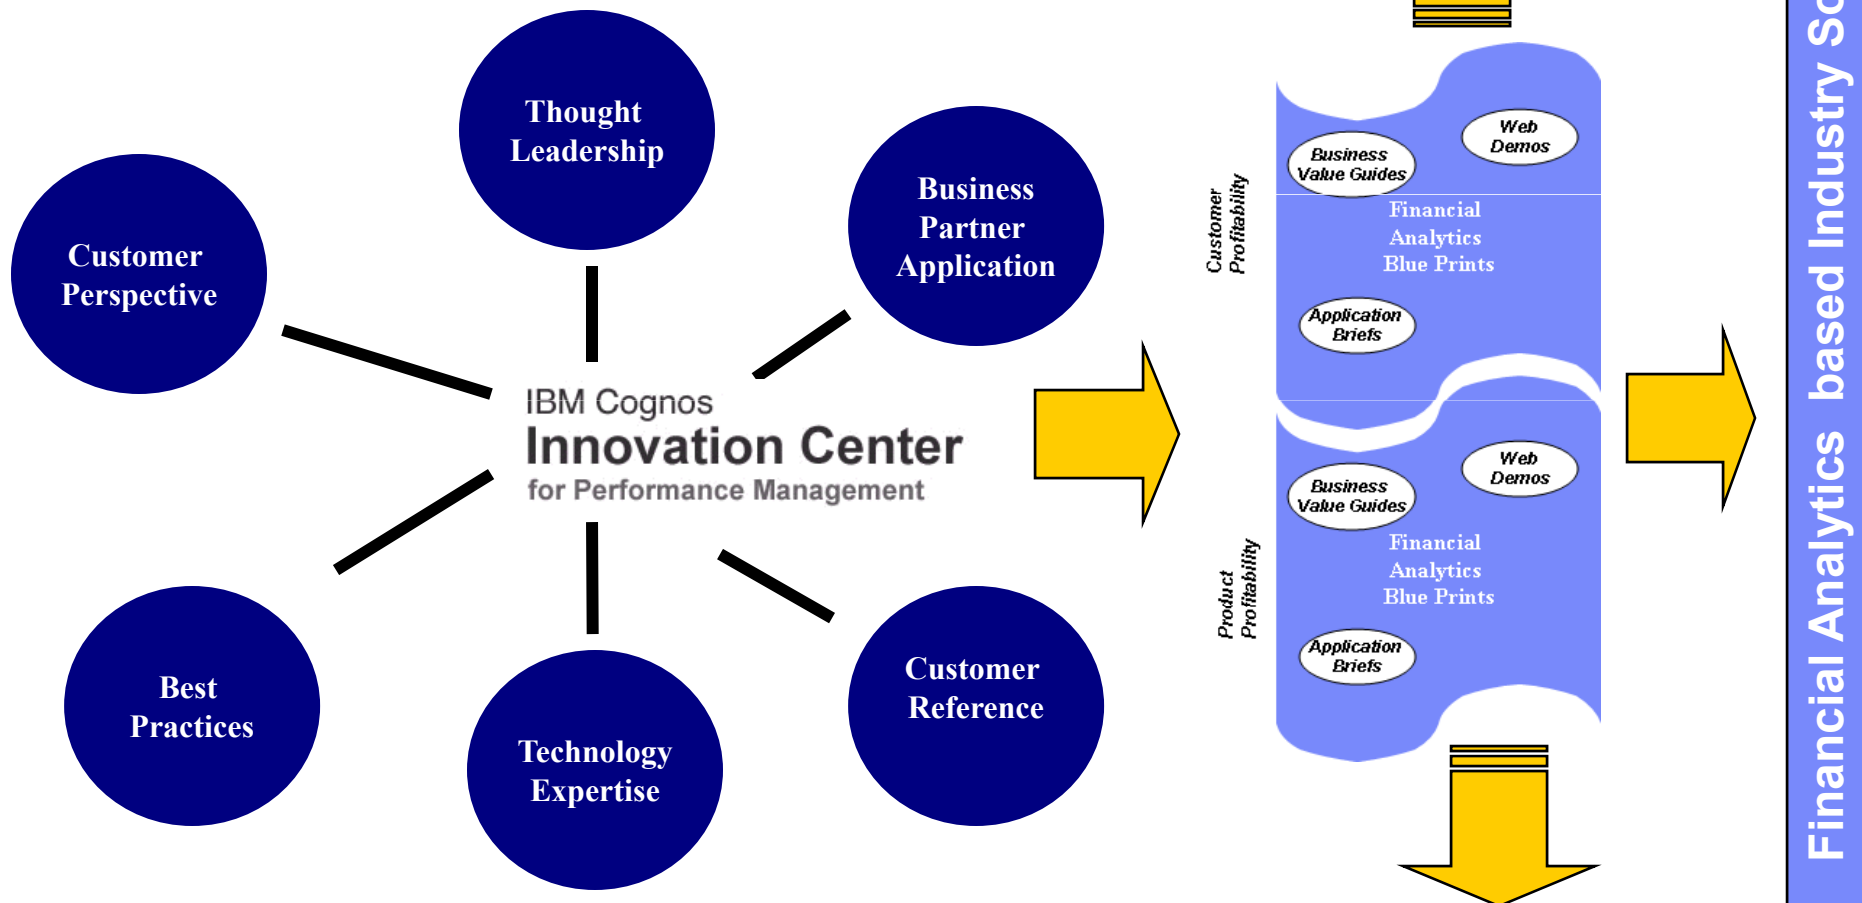 Thought
Leadership
Business
Partner
Application
Customer
Perspective
IBM Cognos
Innovation Center
for Performance Management
Best
Practices
Technology
Expertise
Customer
Reference
Customer
Profitability
Web
Demos
Business
Value Guides
Financial
Analytics
Blue Prints
Application
Briefs
Product
Profitability
Web
Demos
Business
Value Guides
Financial
Analytics
Blue Prints
Application
Briefs
Financial Analytics based Industry So